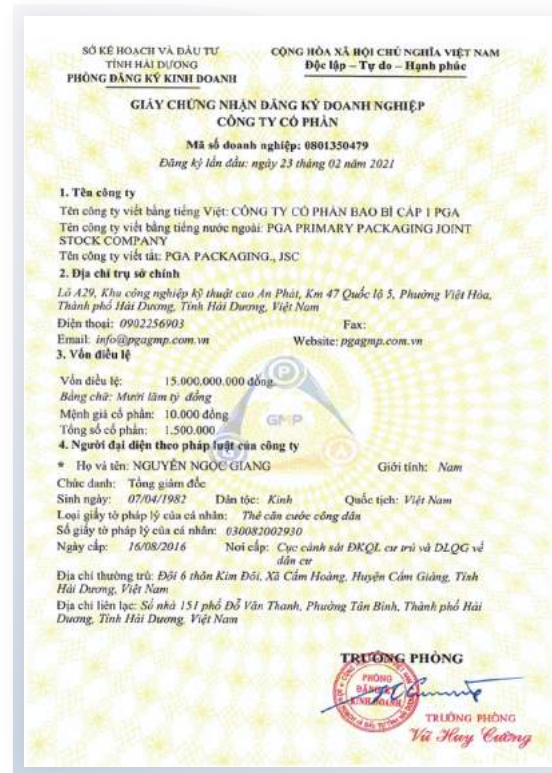 SỞ KẾ HOẠCH VÀ ĐẦU TƯ
TỈNH HẢI DƯƠNG
PHÒNG ĐĂNG KÝ KINH DOANH
CỘNG HÒA XÃ HỘI CHỦ NGHĨA VIỆT NAM
Độc lập – Tự do – Hạnh phúc
GIẤY CHỨNG NHẬN ĐĂNG KÝ DOANH NGHIỆP
CÔNG TY CỔ PHẦN
Mã số doanh nghiệp: 0801350479
Đăng ký lần đầu: ngày 23 tháng 02 năm 2021
1. Tên công ty
Tên công ty viết bằng tiếng Việt: CÔNG TY CỔ PHẦN BAO BÌ CẤP 1 PGA
Tên công ty viết bằng tiếng nước ngoài: PGA PRIMARY PACKAGING JOINT
STOCK COMPANY
Tên công ty viết tắt: PGA PACKAGING., JSC
2. Địa chỉ trụ sở chính
Lô A29, Khu công nghiệp kỹ thuật cao An Phát, Km 47 Quốc lộ 5, Phường Việt Hòa,
Thành phố Hải Dương, Tỉnh Hải Dương, Việt Nam
Điện thoại: 0902256903 Fax:
Email: info@pgagmp.com.vn Website: pgagmp.com.vn
3. Vốn điều lệ
Vốn điều lệ: 15.000.000.000 đồng.
Bằng chữ: Mười lăm tỷ đồng
Mệnh giá cổ phần: 10.000 đồng
Tổng số cổ phần: 1.500.000
4. Người đại diện theo pháp luật của công ty
* Họ và tên: NGUYỄN NGỌC GIANG Giới tính: Nam
Chức danh: Tổng giám đốc
Sinh ngày: 07/04/1982 Dân tộc: Kinh Quốc tịch: Việt Nam
Loại giấy tờ pháp lý của cá nhân: Thẻ căn cước công dân
Số giấy tờ pháp lý của cá nhân: 030082002930
Ngày cấp: 16/08/2016 Nơi cấp: Cục cảnh sát ĐKQL cư trú và DLQG về
dân cư
Địa chỉ thường trú: Đội 6 thôn Kim Đôi, Xã Cẩm Hoàng, Huyện Cẩm Giàng, Tỉnh
Hải Dương, Việt Nam
Địa chỉ liên lạc: Số nhà 151 phố Đỗ Văn Thanh, Phường Tân Bình, Thành phố Hải
Dương, Tỉnh Hải Dương, Việt Nam
P
GMP
G
A
TRƯỞNG PHÒNG
PHÒNG
ĐĂNG KÝ
KINH DOANH
TRƯỞNG PHÒNG
Vũ Huy Cường